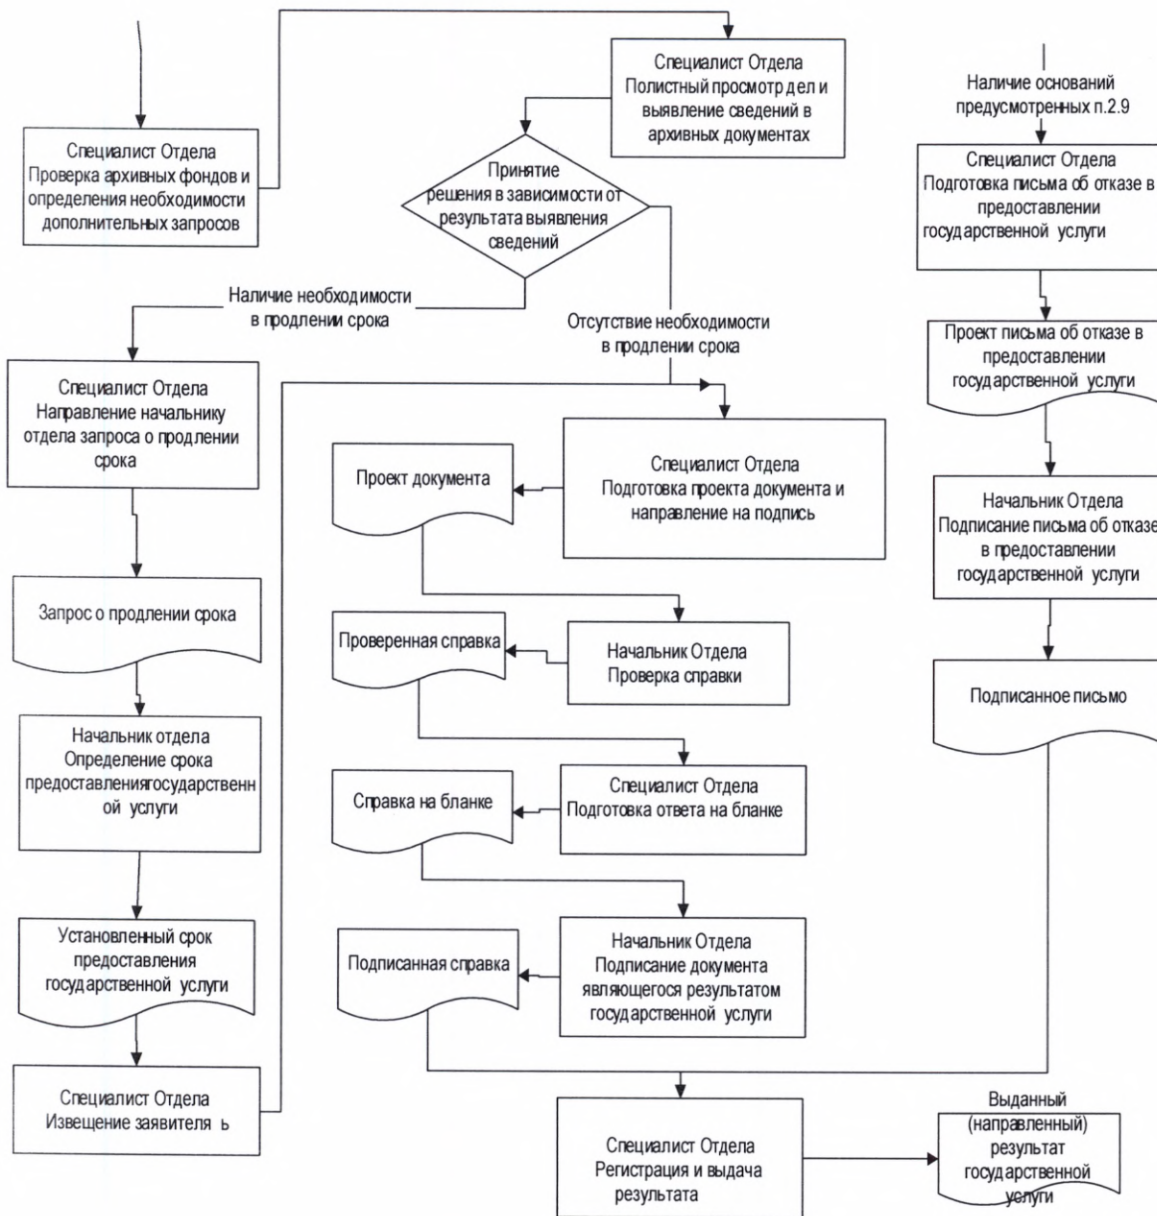 Специалист Отдела
Проверка архивных фондов и
определения необходимости
дополнительных запросов
Специалист Отдела
Полистный просмотр дел и
выявление сведений в
архивных документах
Принятие
решения в зависимости от
результата выявления
сведений
Наличие необходимости
в продлении срока
Отсутствие необходимости
в продлении срока
Специалист Отдела
Направление начальнику
отдела запроса о продлении
срока
Запрос о продлении срока
Начальник отдела
Определение срока
предоставлениягосударственн
ой услуги
Установленный срок
предоставления
государственной услуги
Специалист Отдела
Извещение заявителя ь
Специалист Отдела
Подготовка проекта документа и
направление на подпись
Проект документа
Начальник Отдела
Проверка справки
Проверенная справка
Специалист Отдела
Подготовка ответа на бланке
Справка на бланке
Начальник Отдела
Подписание документа
являющегося результатом
государственной услуги
Подписанная справка
Наличие оснований
предусмотренных п.2.9
Специалист Отдела
Подготовка письма об отказе в
предоставлении
государственной услуги
Проект письма об отказе в
предоставлении
государственной услуги
Начальник Отдела
Подписание письма об отказе
в предоставлении
государственной услуги
Подписанное письмо
Специалист Отдела
Регистрация и выдача
результата
Выданный
(направленный)
результат
государственной
услуги